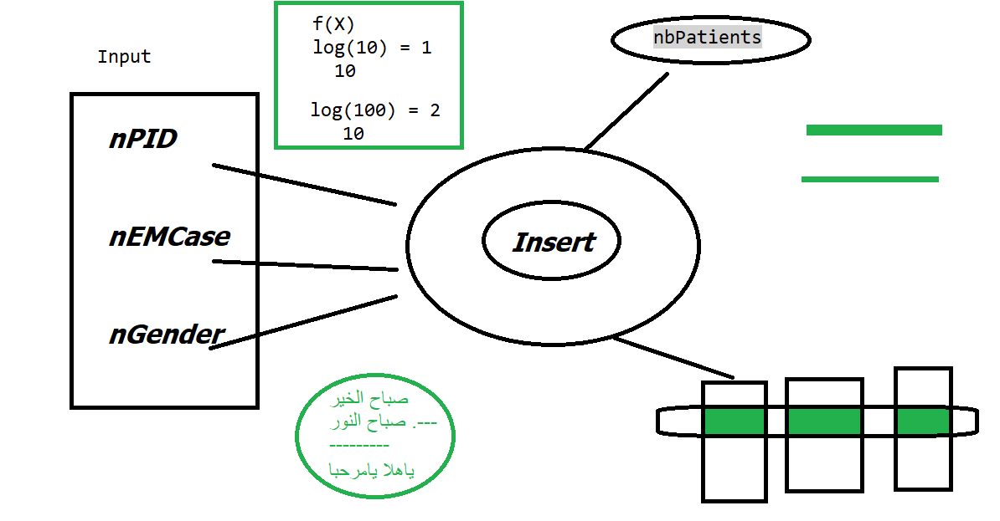 Input
f(X)
log(10) = 1
10
log(100) = 2
10
nbPatients
nPID
nEMCase
nGender
Insert
صباح الخير
صباح النور .---
---------
ياهلا يامرحبا